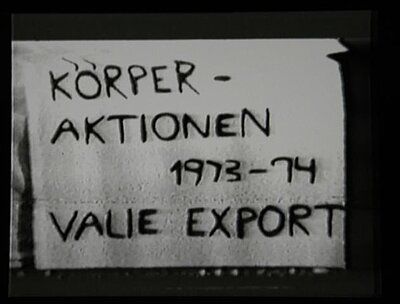 KÖRPER -
AKTIONEN
1973-74
VALIE EXPORT